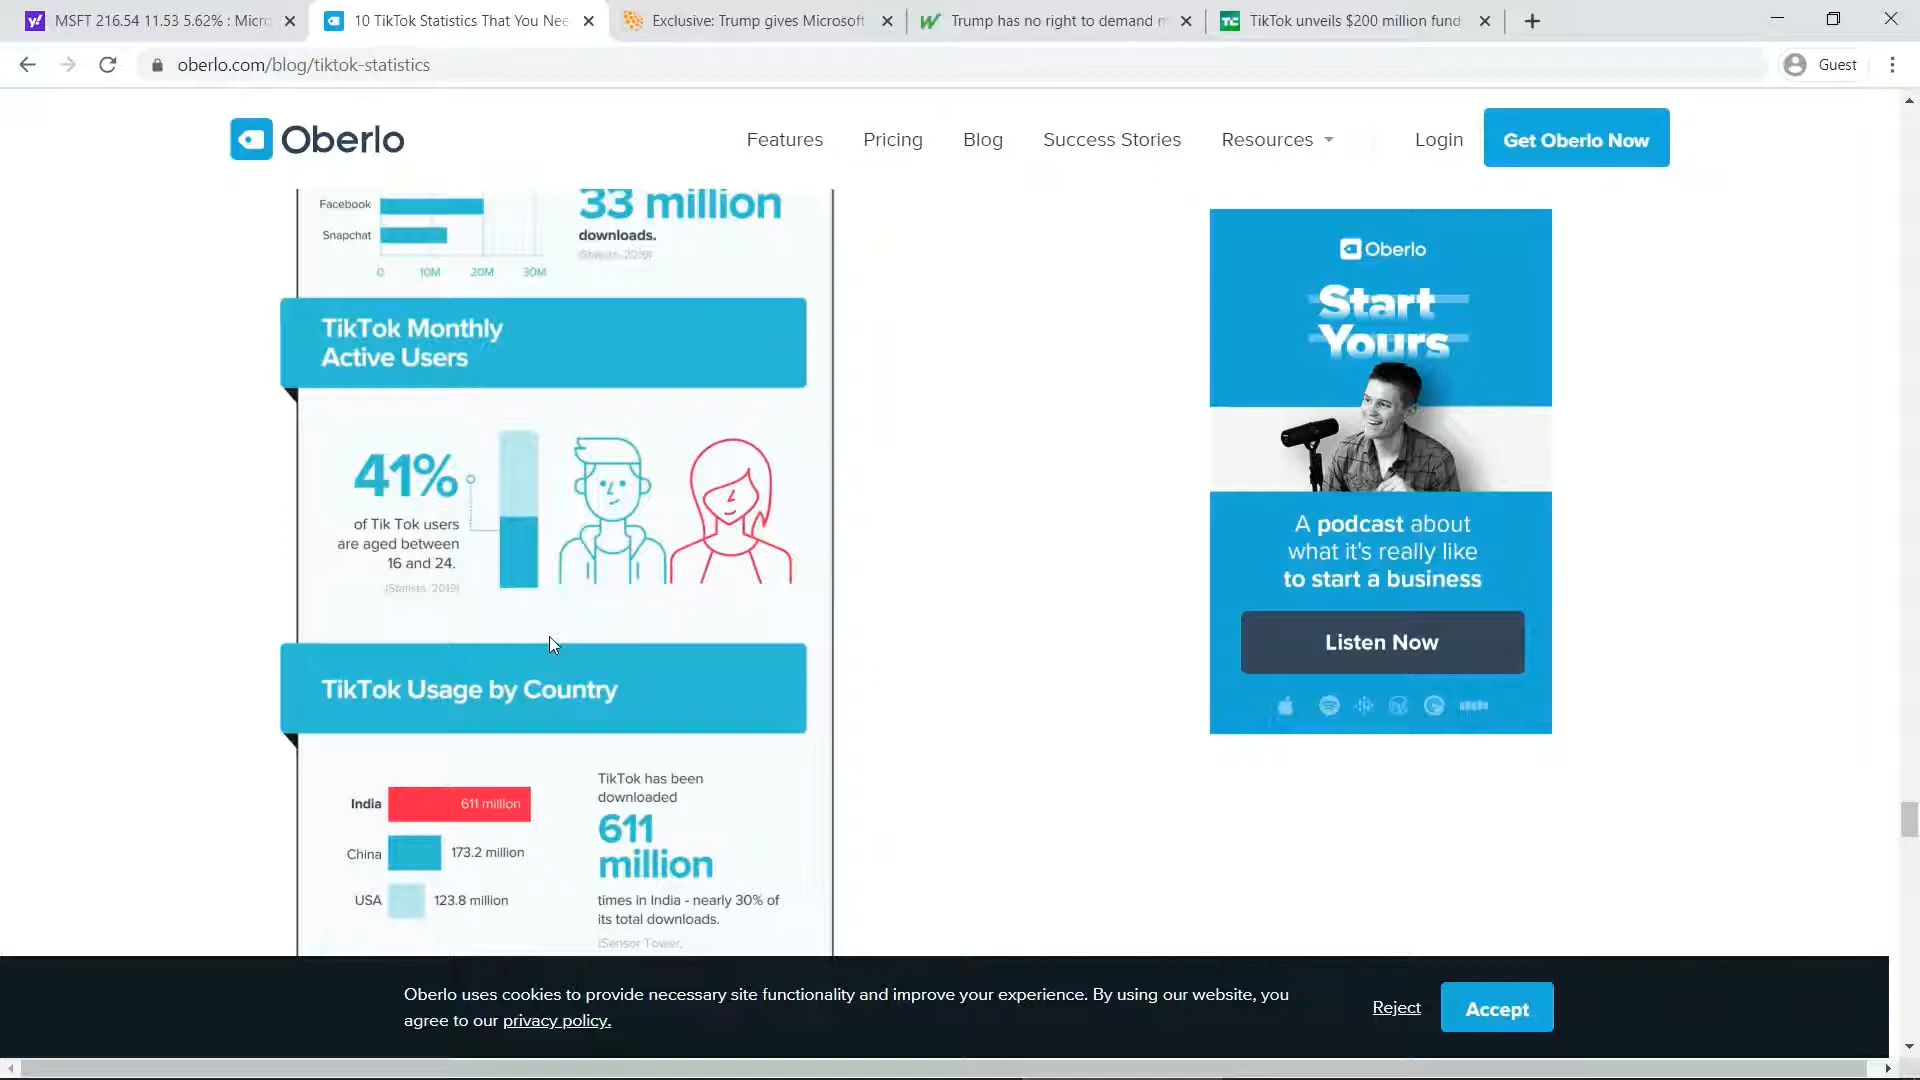 MSFT 216.54 11.53 5.62% : Micro
10 TikTok Statistics That You Nee
Exclusive: Trump gives Microsoft
Trump has no right to demand m
TikTok unveils $200 million fund
oberlo.com/blog/tiktok-statistics
Guest
Oberlo
Features
Pricing
Blog
Success Stories
Resources
Login
Get Oberlo Now
Facebook
Snapchat
0 10M 20M 30M
33 million
downloads.
(Statista, 2019)
TikTok Monthly
Active Users
41%
of Tik Tok users
are aged between
16 and 24.
(Statista, 2019)
TikTok Usage by Country
India 611 million
China 173.2 million
USA 123.8 million
TikTok has been
downloaded
611
million
times in India - nearly 30% of
its total downloads.
(Sensor Tower,
Oberlo
Start
Yours
A podcast about
what it's really like
to start a business
Listen Now
Oberlo uses cookies to provide necessary site functionality and improve your experience. By using our website, you
agree to our privacy policy.
Reject
Accept